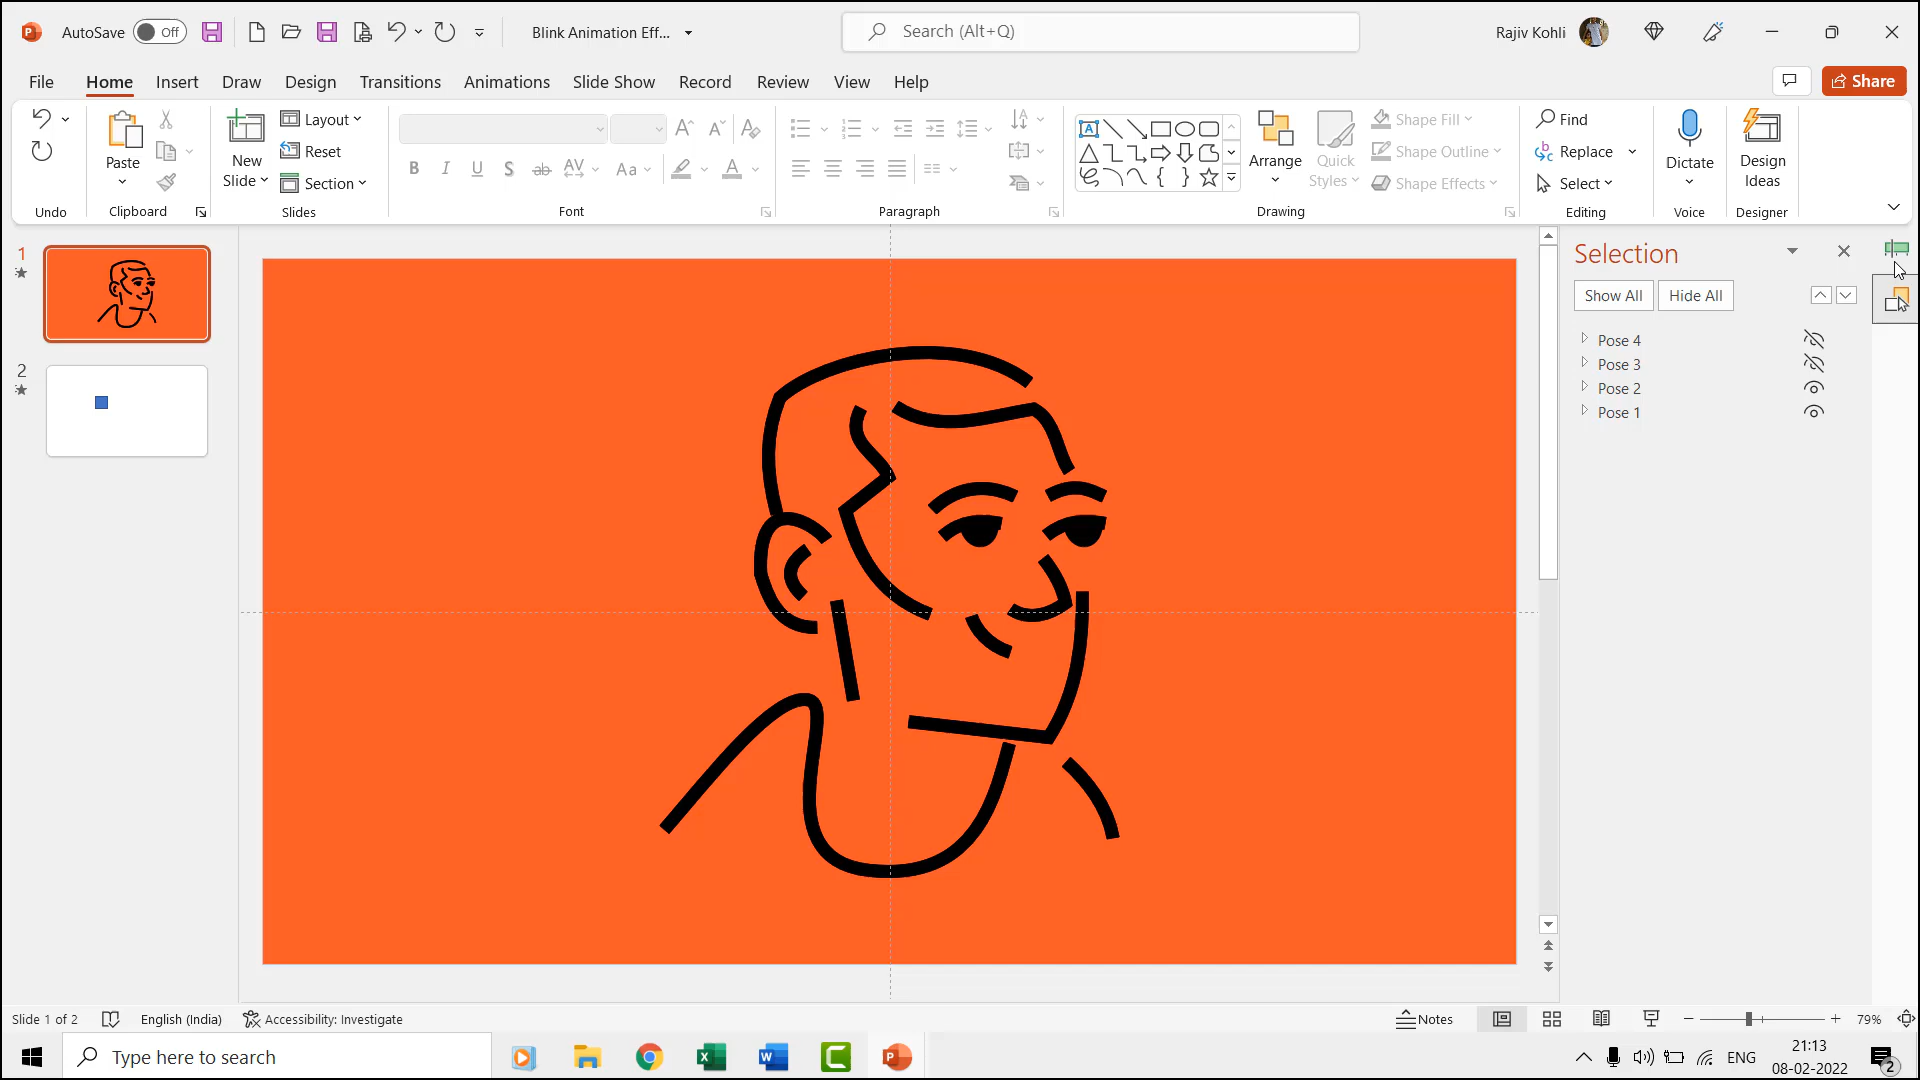 AutoSave Off
Blink Animation Eff...
Search (Alt+Q)
Rajiv Kohli
File Home Insert Draw Design Transitions Animations Slide Show Record Review View Help
Share
Undo
Paste
Clipboard
New Slide
Layout
Reset
Section
Slides
Font
Paragraph
Arrange
Quick Styles
Shape Fill
Shape Outline
Shape Effects
Drawing
Find
Replace
Select
Editing
Dictate
Voice
Design Ideas
Designer
1
2
Selection
Show All Hide All
Pose 4
Pose 3
Pose 2
Pose 1
Slide 1 of 2 English (India) Accessibility: Investigate Notes 79%
Type here to search
ENG
21:13
08-02-2022
2